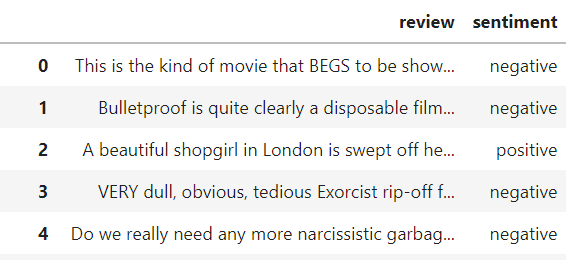 review sentiment
0 This is the kind of movie that BEGS to be show... negative
1 Bulletproof is quite clearly a disposable film... negative
2 A beautiful shopgirl in London is swept off he... positive
3 VERY dull, obvious, tedious Exorcist rip-off f... negative
4 Do we really need any more narcissistic garbag... negative